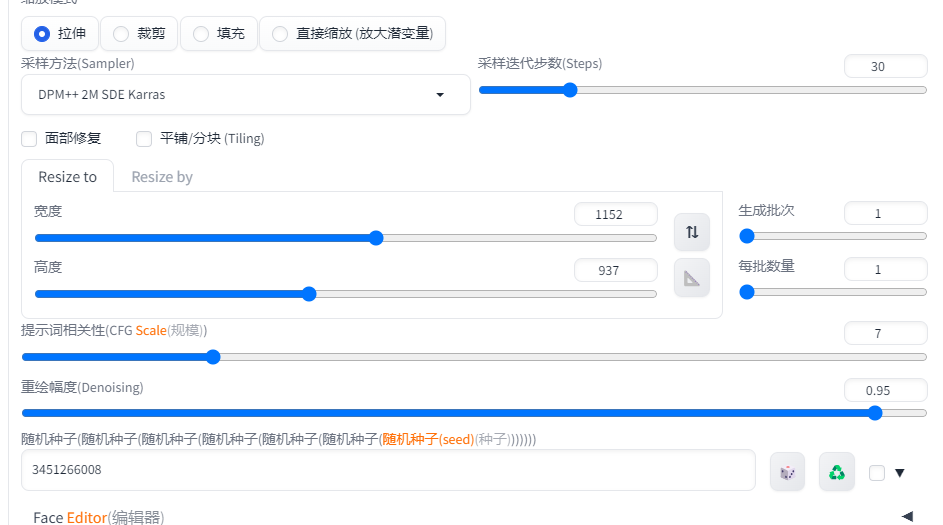 缩放模式
拉伸 裁剪 填充 直接缩放 (放大潜变量)
采样方法(Sampler) 采样迭代步数(Steps) 30
DPM++ 2M SDE Karras
面部修复 平铺/分块 (Tiling)
Resize to Resize by
宽度 1152 生成批次 1
高度 937 每批数量 1
提示词相关性(CFG Scale(规模)) 7
重绘幅度(Denoising) 0.95
随机种子(随机种子(随机种子(随机种子(随机种子(随机种子(随机种子(seed)(种子)))))))
3451266008
Face Editor(编辑器)